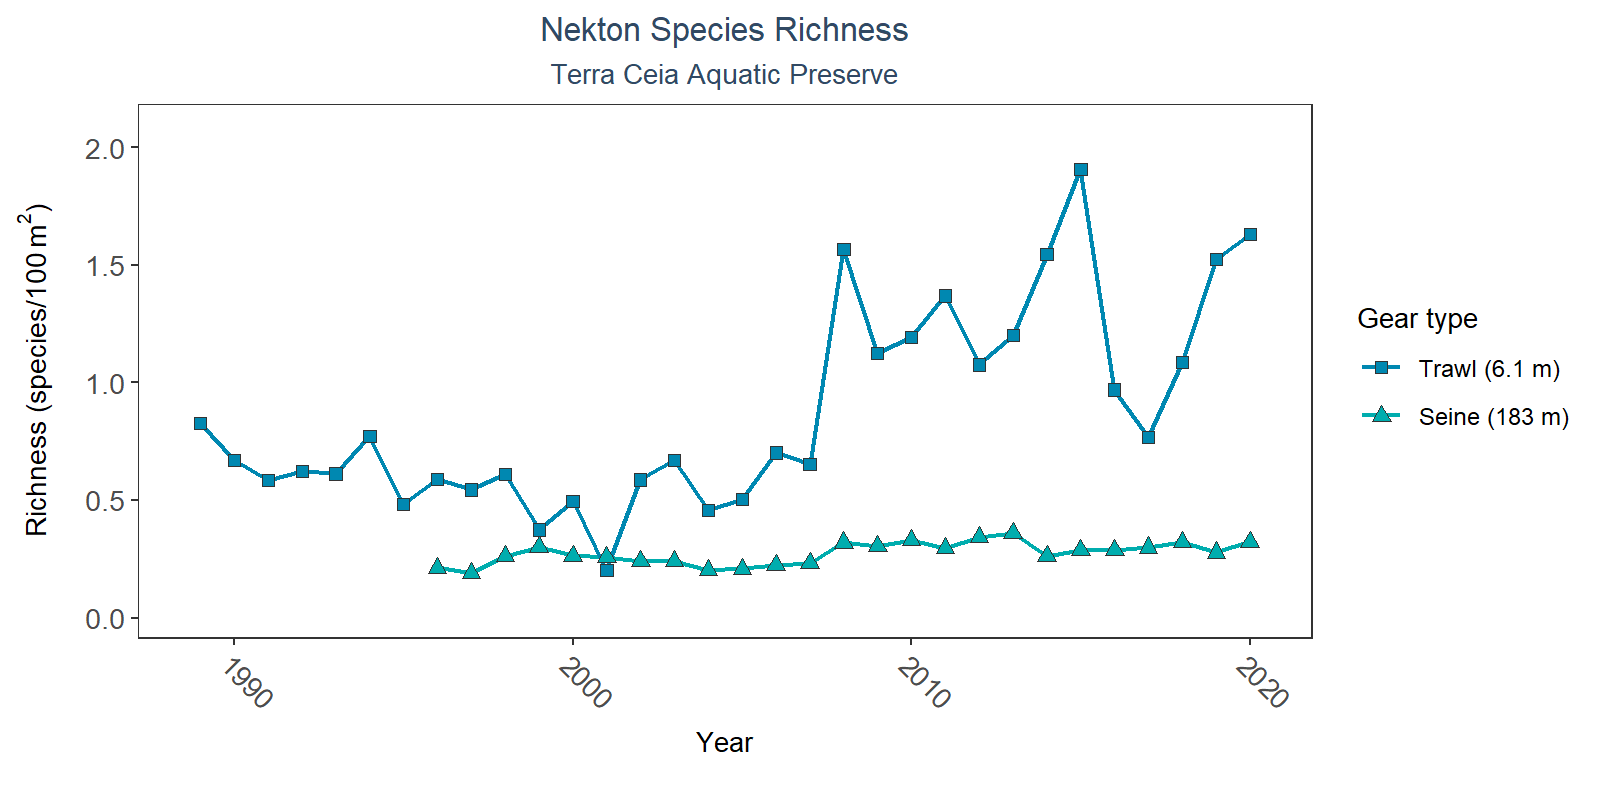 Nekton Species Richness
Terra Ceia Aquatic Preserve
Richness (species/100 m²)
2.0
1.5
1.0
0.5
0.0
1990
2000
2010
2020
Year
Gear type
Trawl (6.1 m)
Seine (183 m)